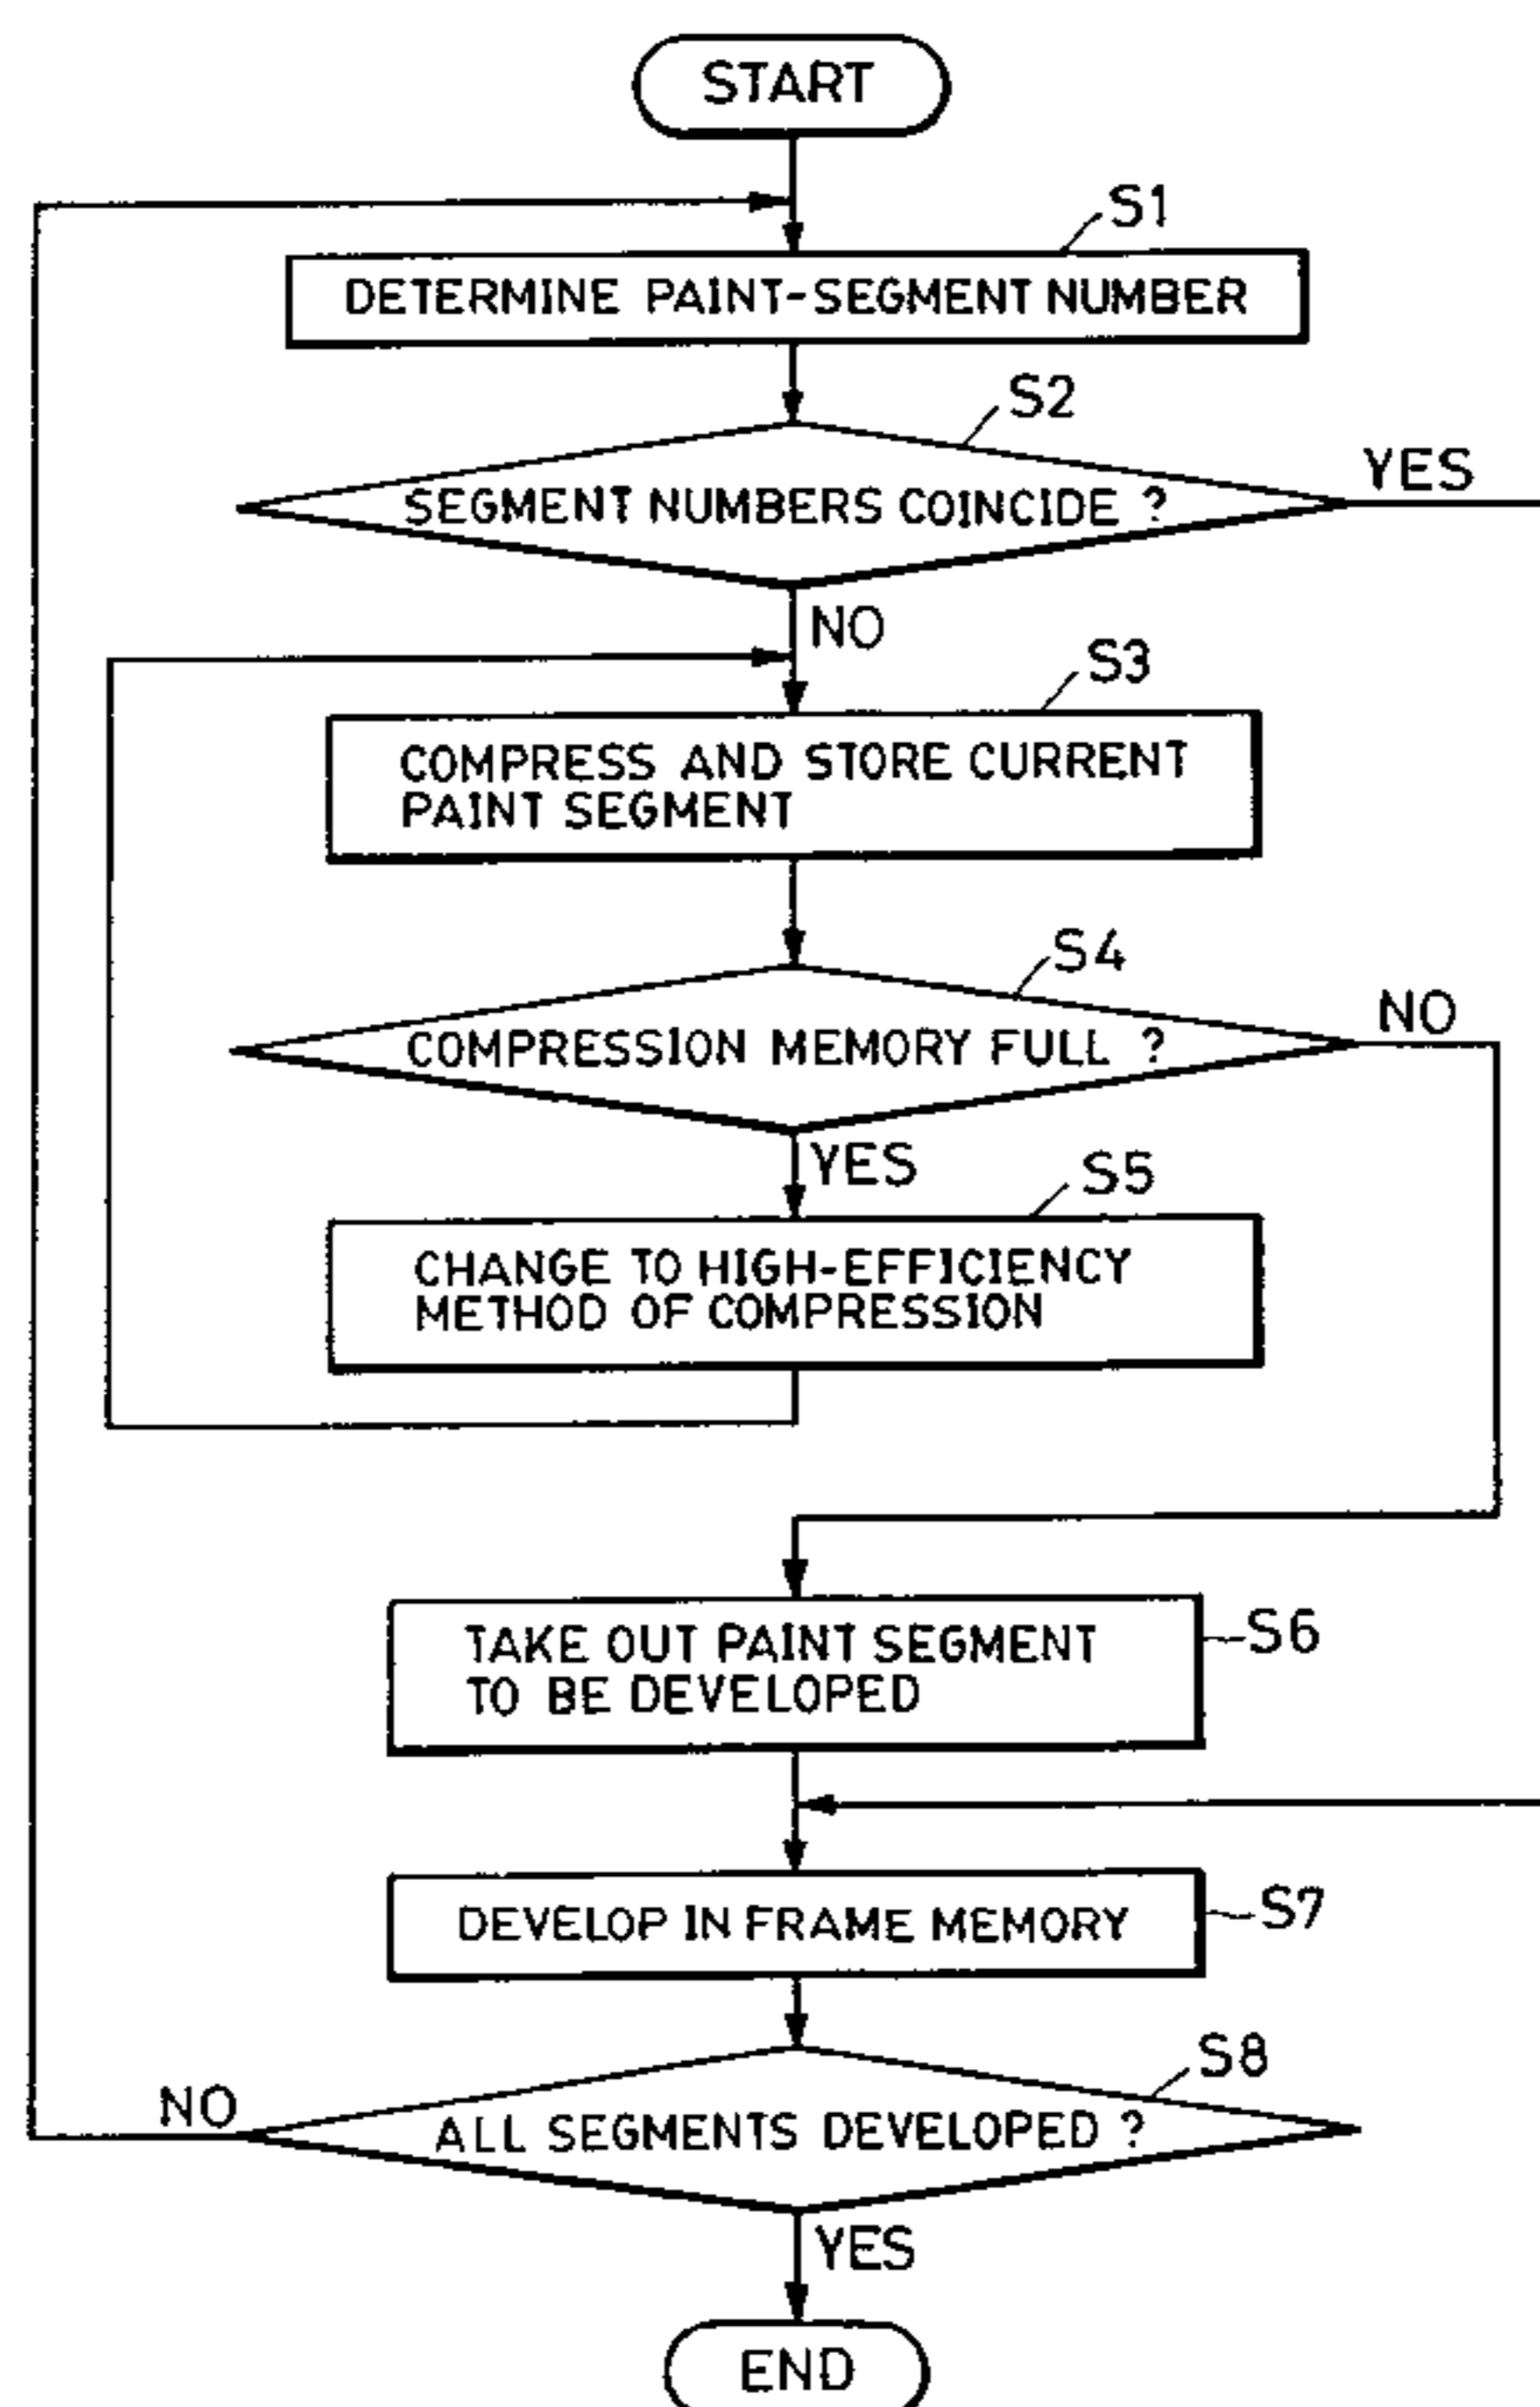 START
S1
DETERMINE PAINT-SEGMENT NUMBER
S2
SEGMENT NUMBERS COINCIDE ?
YES
NO
S3
COMPRESS AND STORE CURRENT
PAINT SEGMENT
S4
COMPRESSION MEMORY FULL ?
NO
YES
S5
CHANGE TO HIGH-EFFICIENCY
METHOD OF COMPRESSION
TAKE OUT PAINT SEGMENT
TO BE DEVELOPED
S6
DEVELOP IN FRAME MEMORY
S7
S8
NO
ALL SEGMENTS DEVELOPED ?
YES
END